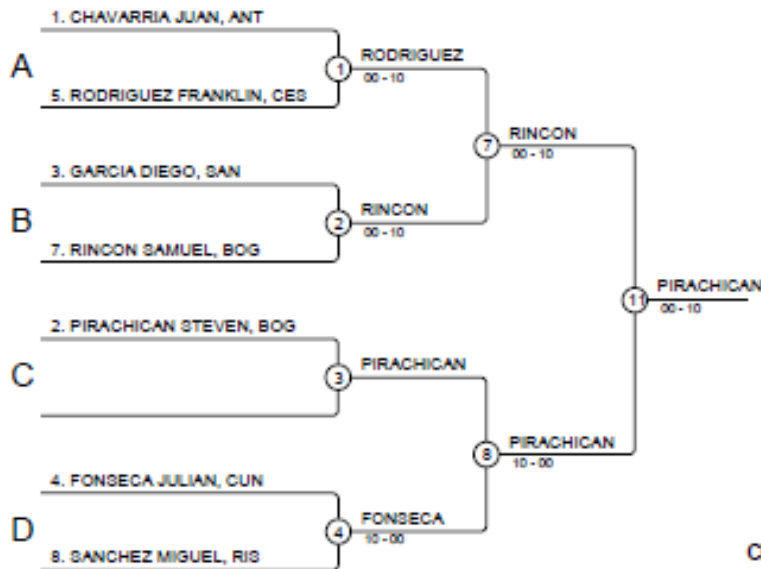 1. CHAVARRIA JUAN, ANT
A
1
RODRIGUEZ
00 - 10
5. RODRIGUEZ FRANKLIN, CES
7
RINCON
00 - 10
3. GARCIA DIEGO, SAN
B
2
RINCON
00 - 10
7. RINCON SAMUEL, BOG
11
PIRACHICAN
00 - 10
2. PIRACHICAN STEVEN, BOG
C
3
PIRACHICAN
8
PIRACHICAN
10 - 00
4. FONSECA JULIAN, CUN
D
4
FONSECA
10 - 00
8. SANCHEZ MIGUEL, RIS
c